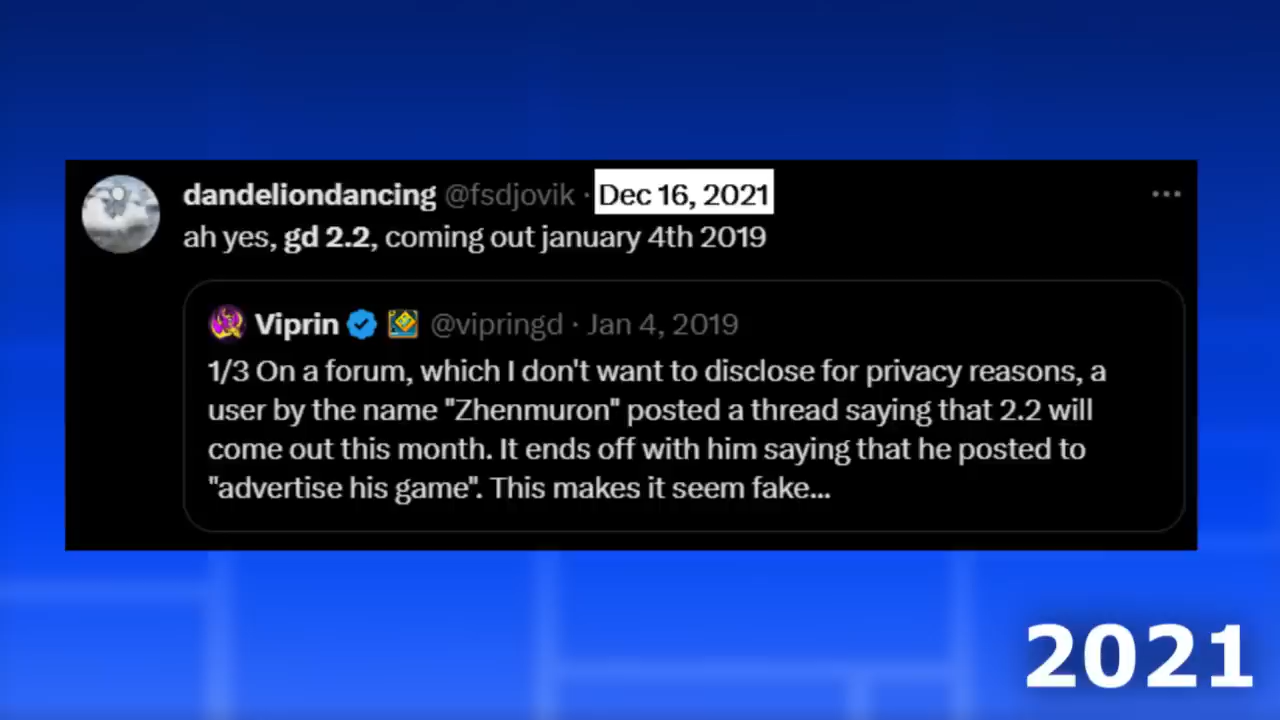 dandeliondancing @fsdjovik · Dec 16, 2021
ah yes, gd 2.2, coming out january 4th 2019
Viprin @vipringd · Jan 4, 2019
1/3 On a forum, which I don't want to disclose for privacy reasons, a
user by the name "Zhenmuron" posted a thread saying that 2.2 will
come out this month. It ends off with him saying that he posted to
"advertise his game". This makes it seem fake...
2021